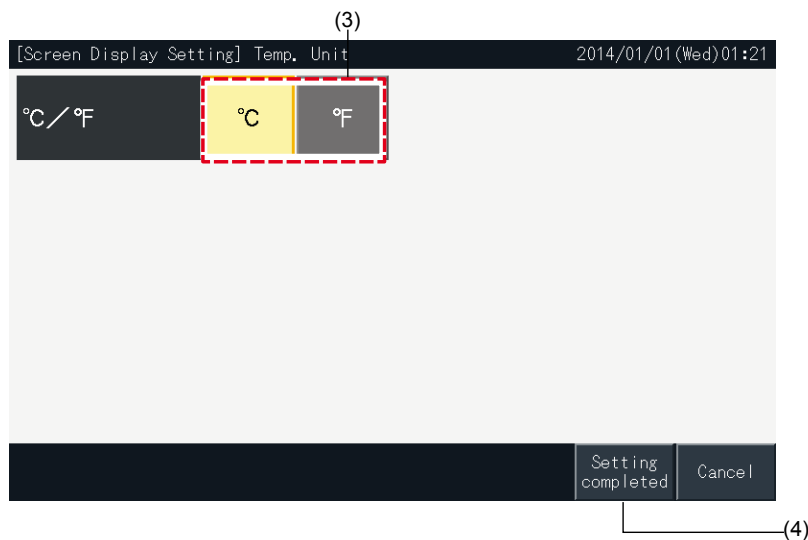 (3)
[Screen Display Setting] Temp. Unit 2014/01/01(Wed)01:21
℃／℉ ℃ ℉
Setting
completed
Cancel
(4)